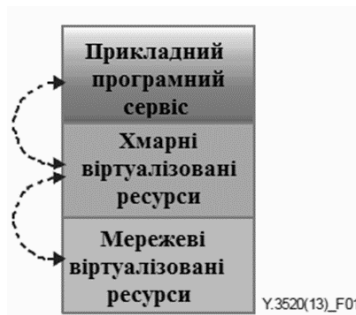 Прикладний
програмний
сервіс
Хмарні
віртуалізовані
ресурси
Мережеві
віртуалізовані
ресурси
Y.3520(13)_F01